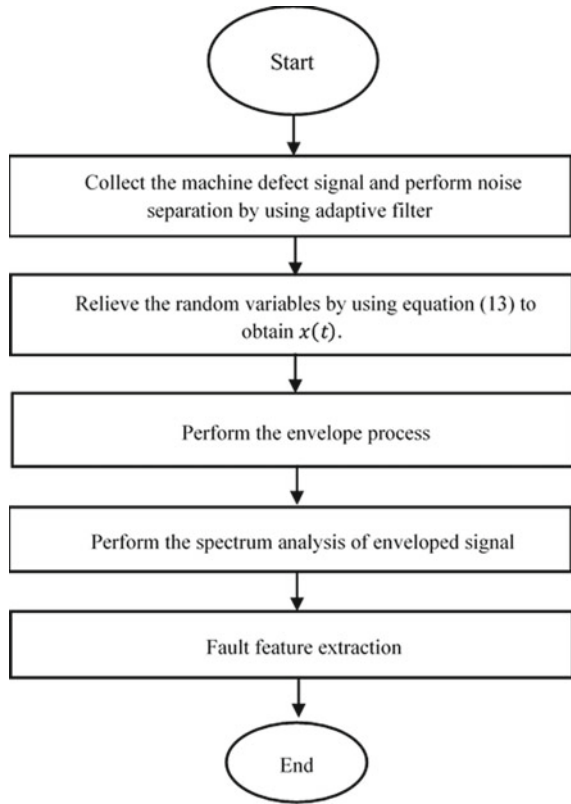 Start
Collect the machine defect signal and perform noise
separation by using adaptive filter
Relieve the random variables by using equation (13) to
obtain x(t).
Perform the envelope process
Perform the spectrum analysis of enveloped signal
Fault feature extraction
End